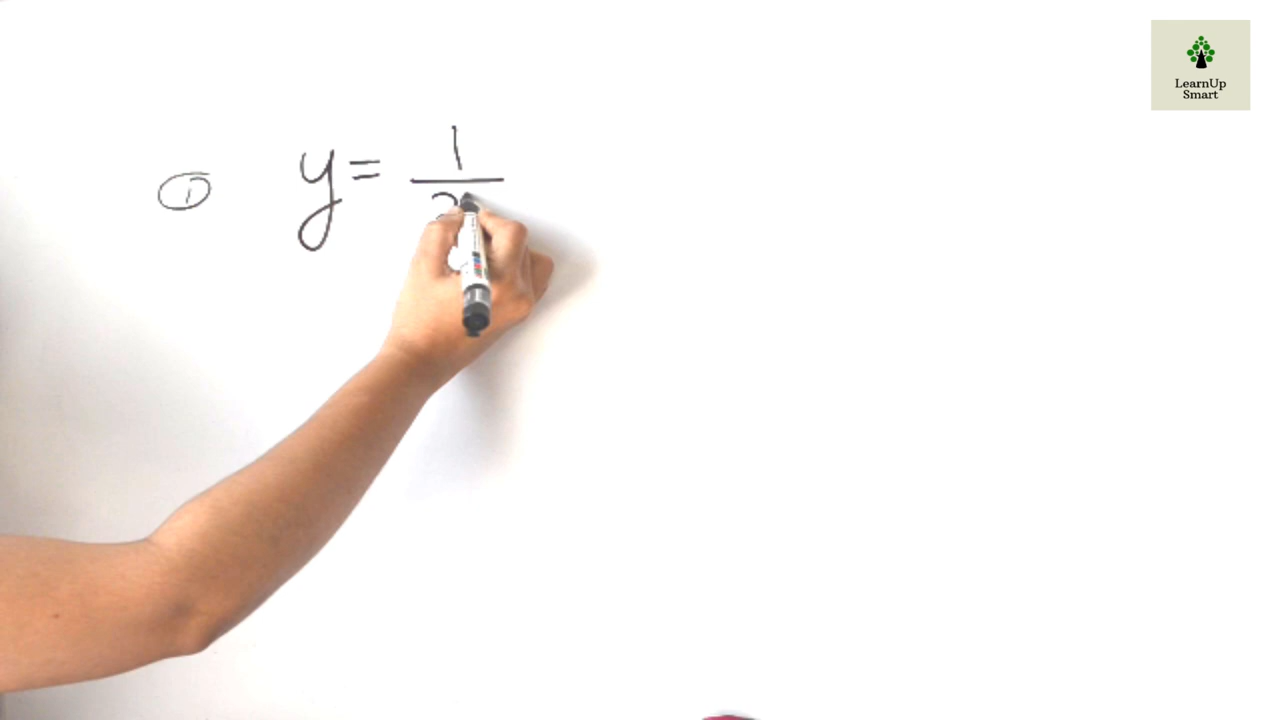 LearnUp
Smart
① y = 1/